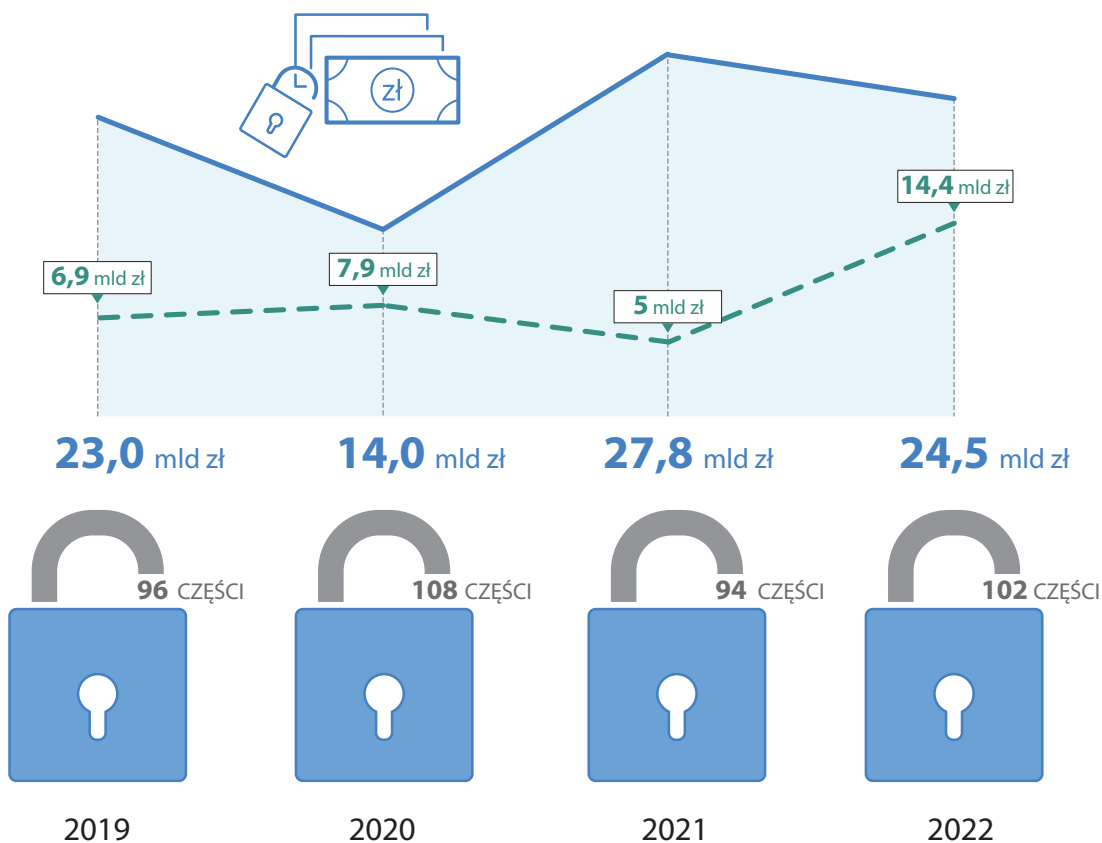 zł
14,4 mld zł
6,9 mld zł
7,9 mld zł
5 mld zł
23,0 mld zł 14,0 mld zł 27,8 mld zł 24,5 mld zł
96 CZĘŚCI 108 CZĘŚCI 94 CZĘŚCI 102 CZĘŚCI
2019 2020 2021 2022